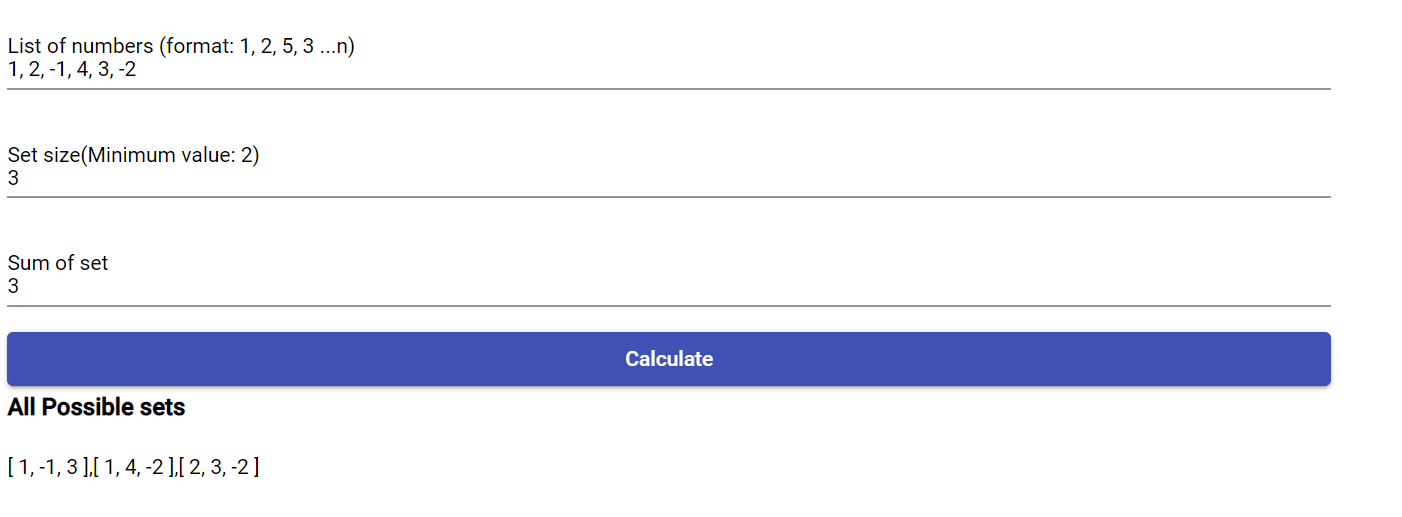 List of numbers (format: 1, 2, 5, 3 ...n)
1, 2, -1, 4, 3, -2
Set size(Minimum value: 2)
3
Sum of set
3
Calculate
All Possible sets
[ 1, -1, 3 ],[ 1, 4, -2 ],[ 2, 3, -2 ]